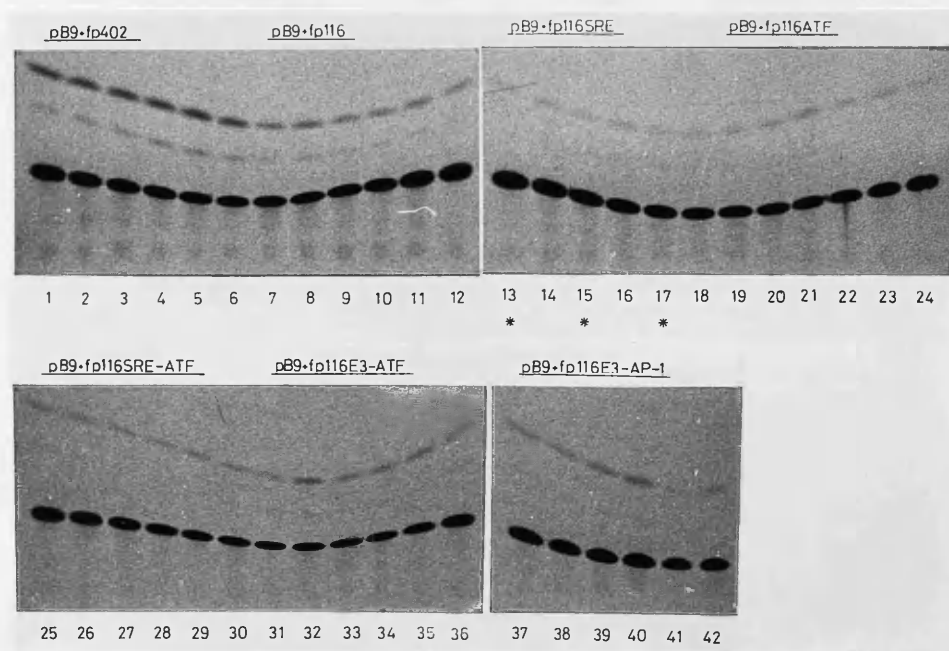 pB9+fp402 pB9+fp116 pB9+fp116SRE pB9+fp116ATF
1 2 3 4 5 6 7 8 9 10 11 12 13 14 15 16 17 18 19 20 21 22 23 24
* * *
pB9+fp116SRE-ATF pB9+fp116E3-ATF pB9+fp116E3-AP-1
25 26 27 28 29 30 31 32 33 34 35 36 37 38 39 40 41 42